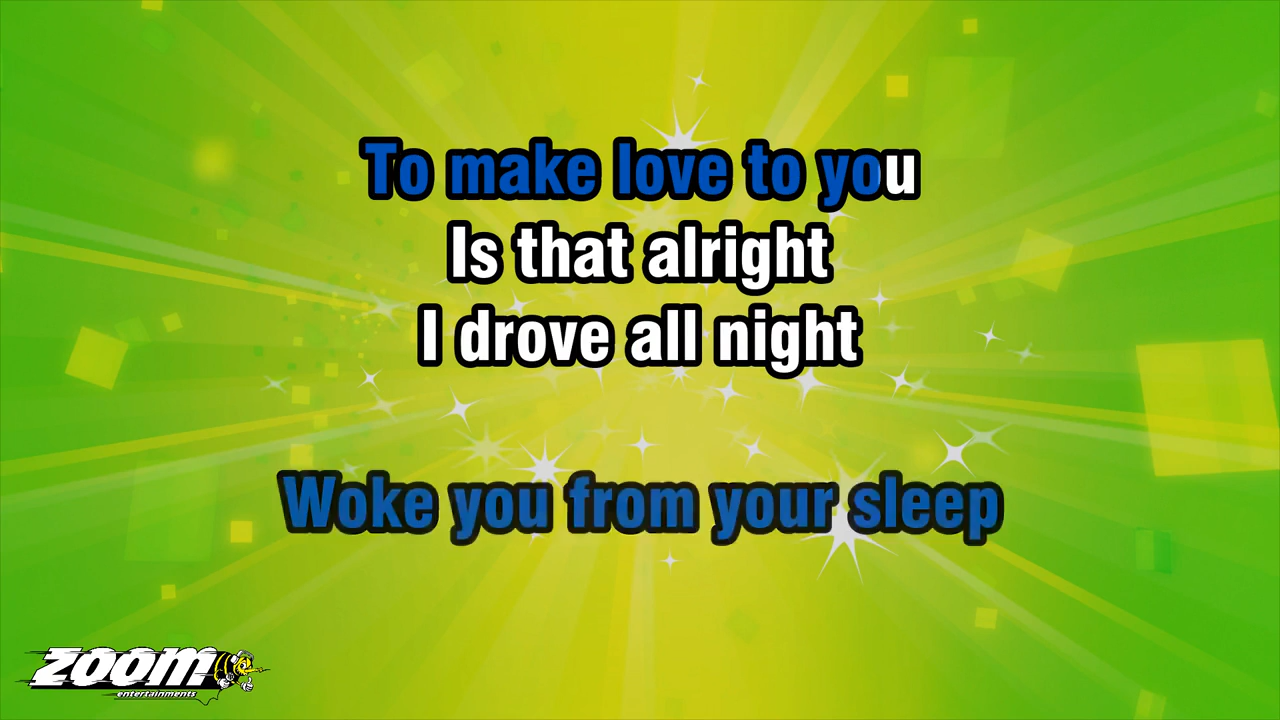 To make love to you
Is that alright
I drove all night
Woke you from your sleep
zoom
entertainments